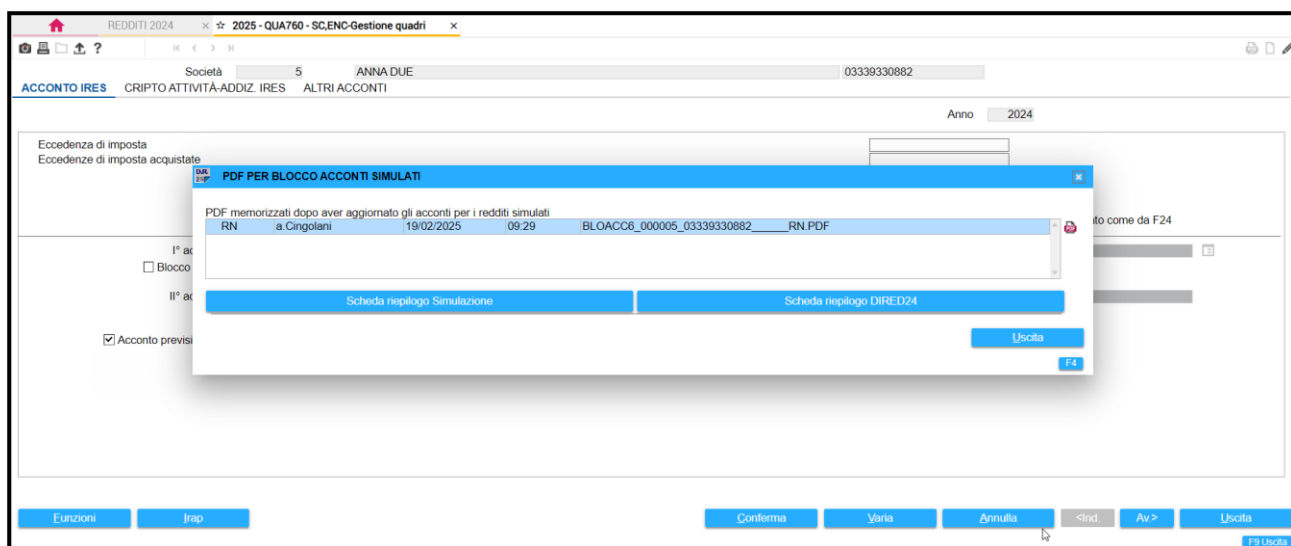 REDDITI 2024 × ☆ 2025 - QUA760 - SC,ENC-Gestione quadri ×
?
Società 5 ANNA DUE 03339330882
ACCONTO IRES CRIPTO ATTIVITÀ-ADDIZ. IRES ALTRI ACCONTI
Anno 2024
Eccedenza di imposta
Eccedenze di imposta acquistate
PDF PER BLOCCO ACCONTI SIMULATI
PDF memorizzati dopo aver aggiornato gli acconti per i redditi simulati
RN a.Cingolani 19/02/2025 09:29 BLOACC6_000005_03339330882______RN.PDF
to come da F24
I° ac
Blocco
II° ac
Scheda riepilogo Simulazione Scheda riepilogo DIRED24
Acconto previsi
Uscita
F4
Funzioni Irap Conferma Varia Annulla <Ind. Av.> Uscita
F9 Uscita